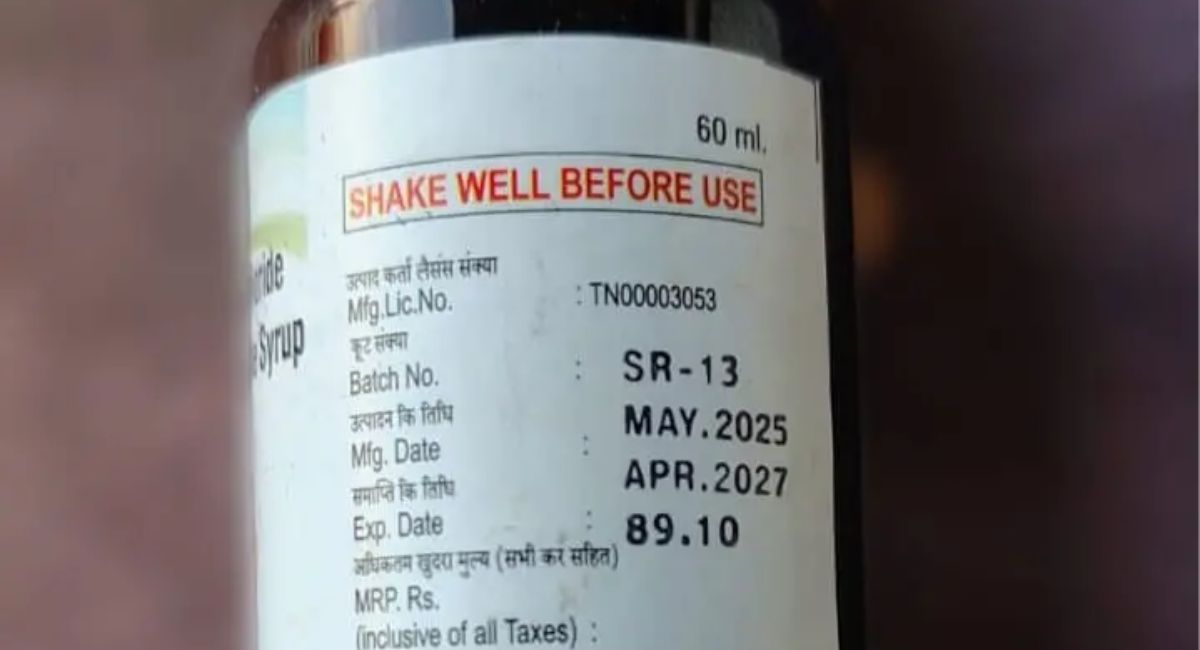 60 ml.
SHAKE WELL BEFORE USE
उत्पाद कर्ता लैसंस संक्या
Mfg.Lic.No. : TN00003053
कूट संक्या
Batch No. : SR-13
उत्पादन कि तिथि MAY.2025
Mfg. Date :
समाप्ति कि तिथि APR.2027
Exp. Date : 89.10
अधिकतम खुदरा मुल्य (सभी कर सहित)
MRP. Rs.
(inclusive of all Taxes) :
Syrup